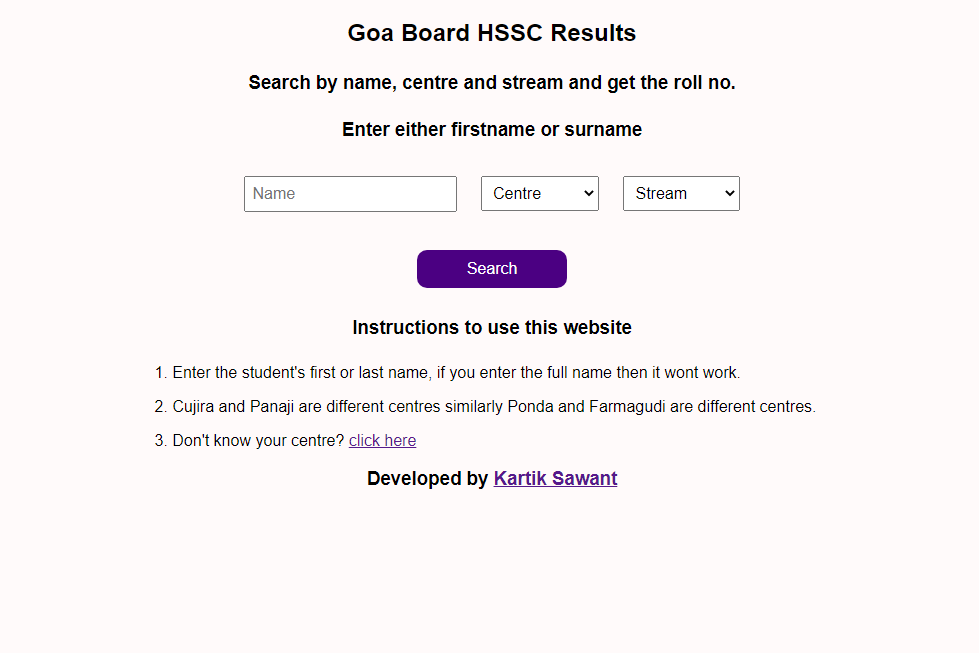 Goa Board HSSC Results
Search by name, centre and stream and get the roll no.
Enter either firstname or surname
Name Centre Stream
Search
Instructions to use this website
1. Enter the student's first or last name, if you enter the full name then it wont work.
2. Cujira and Panaji are different centres similarly Ponda and Farmagudi are different centres.
3. Don't know your centre? click here
Developed by Kartik Sawant